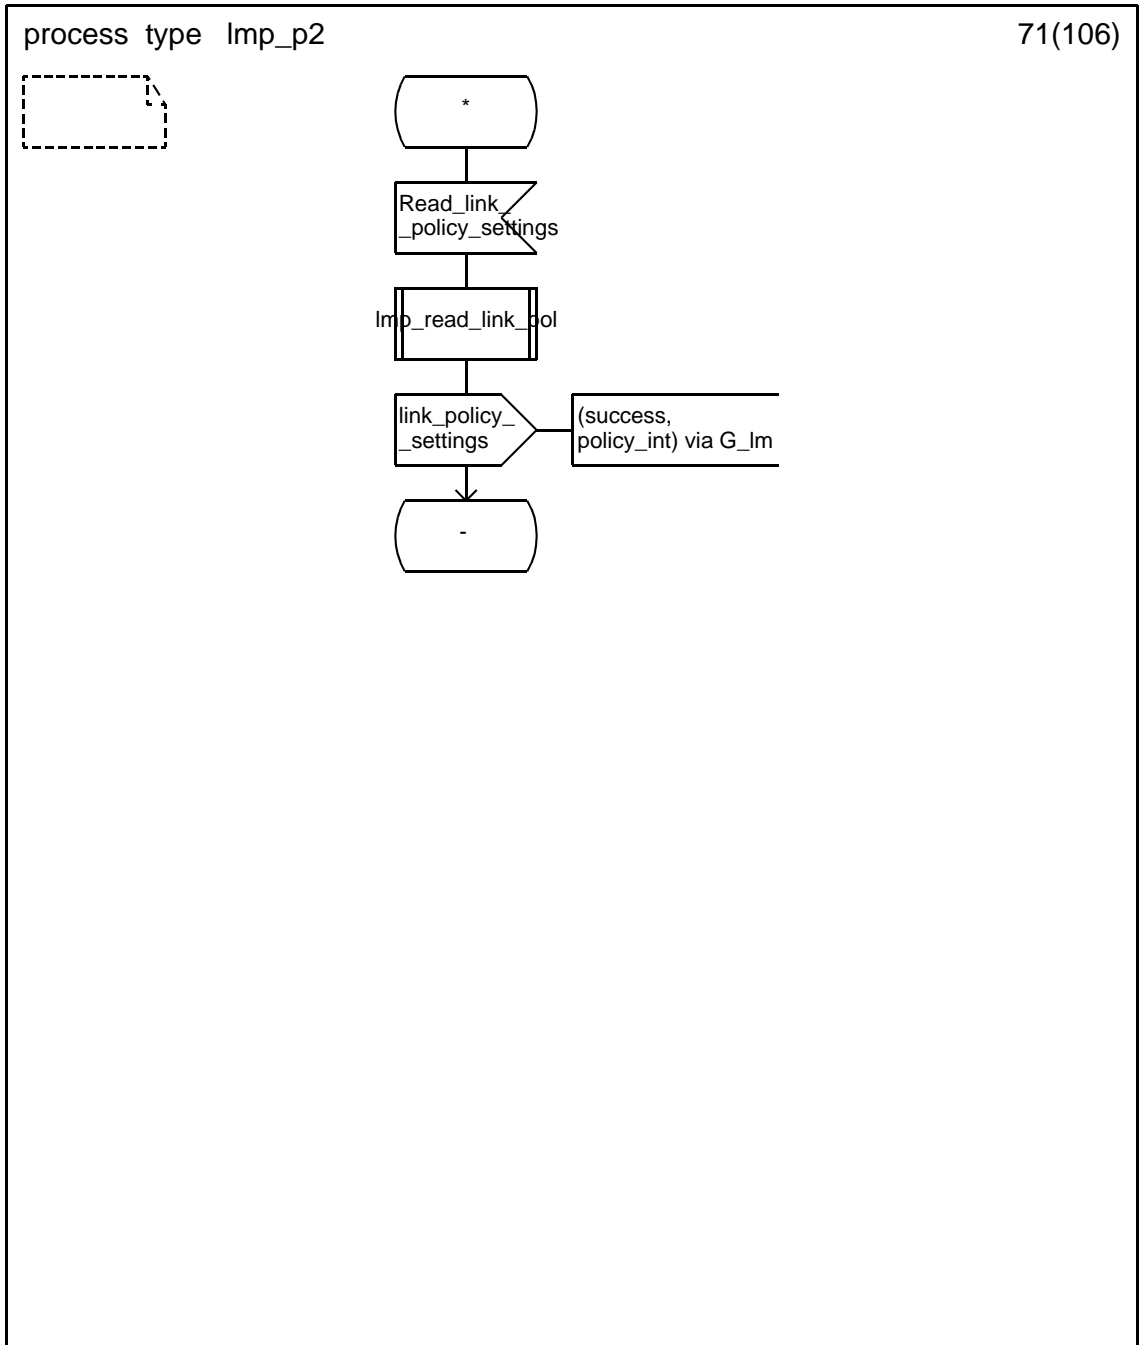 process type lmp_p2
71(106)
*
Read_link_
_policy_settings
lmp_read_link_pol
link_policy_
_settings
(success,
policy_int) via G_lm
-